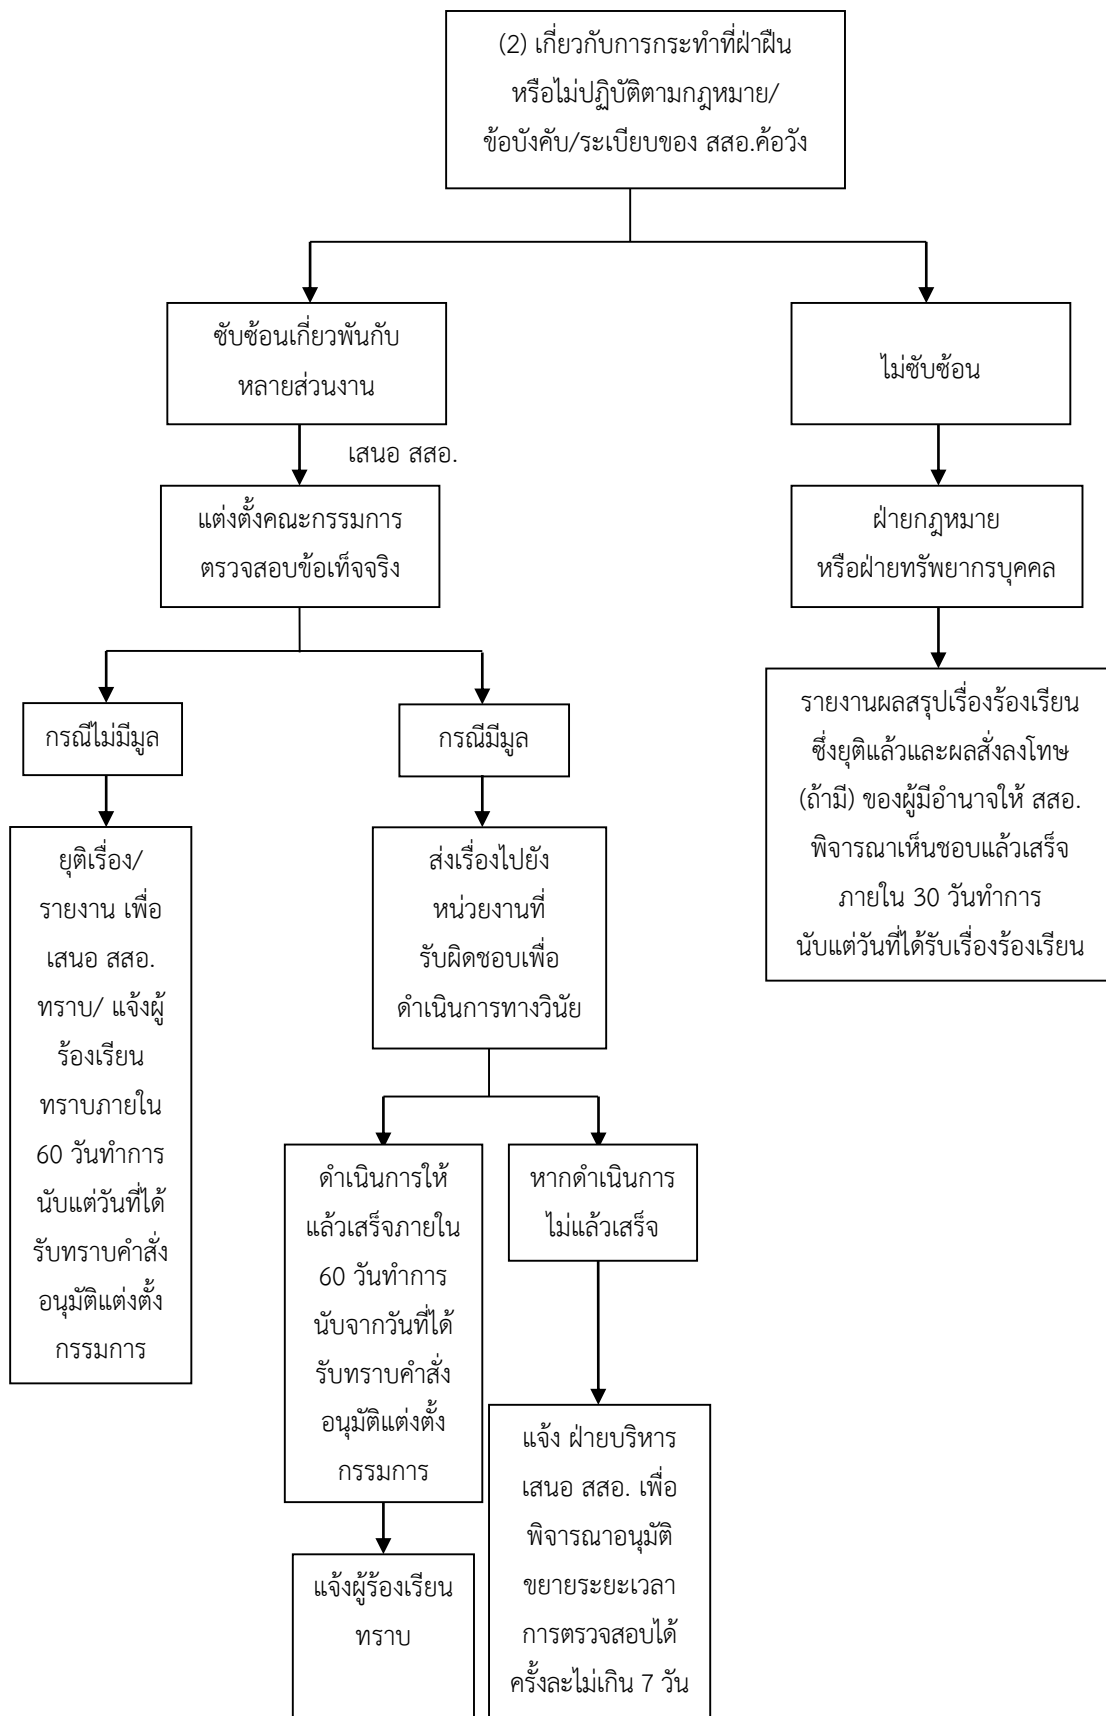 (2) เกี่ยวกับการกระทำที่ฝ่าฝืน
หรือไม่ปฏิบัติตามกฎหมาย/
ข้อบังคับ/ระเบียบของ สสอ.ค้อวัง
ซับซ้อนเกี่ยวพันกับ
หลายส่วนงาน
ไม่ซับซ้อน
เสนอ สสอ.
แต่งตั้งคณะกรรมการ
ตรวจสอบข้อเท็จจริง
ฝ่ายกฎหมาย
หรือฝ่ายทรัพยากรบุคคล
กรณีไม่มีมูล
กรณีมีมูล
รายงานผลสรุปเรื่องร้องเรียน
ซึ่งยุติแล้วและผลสั่งลงโทษ
(ถ้ามี) ของผู้มีอำนาจให้ สสอ.
พิจารณาเห็นชอบแล้วเสร็จ
ภายใน 30 วันทำการ
นับแต่วันที่ได้รับเรื่องร้องเรียน
ยุติเรื่อง/
รายงาน เพื่อ
เสนอ สสอ.
ทราบ/ แจ้งผู้
ร้องเรียน
ทราบภายใน
60 วันทำการ
นับแต่วันที่ได้
รับทราบคำสั่ง
อนุมัติแต่งตั้ง
กรรมการ
ส่งเรื่องไปยัง
หน่วยงานที่
รับผิดชอบเพื่อ
ดำเนินการทางวินัย
ดำเนินการให้
แล้วเสร็จภายใน
60 วันทำการ
นับจากวันที่ได้
รับทราบคำสั่ง
อนุมัติแต่งตั้ง
กรรมการ
หากดำเนินการ
ไม่แล้วเสร็จ
แจ้งผู้ร้องเรียน
ทราบ
แจ้ง ฝ่ายบริหาร
เสนอ สสอ. เพื่อ
พิจารณาอนุมัติ
ขยายระยะเวลา
การตรวจสอบได้
ครั้งละไม่เกิน 7 วัน